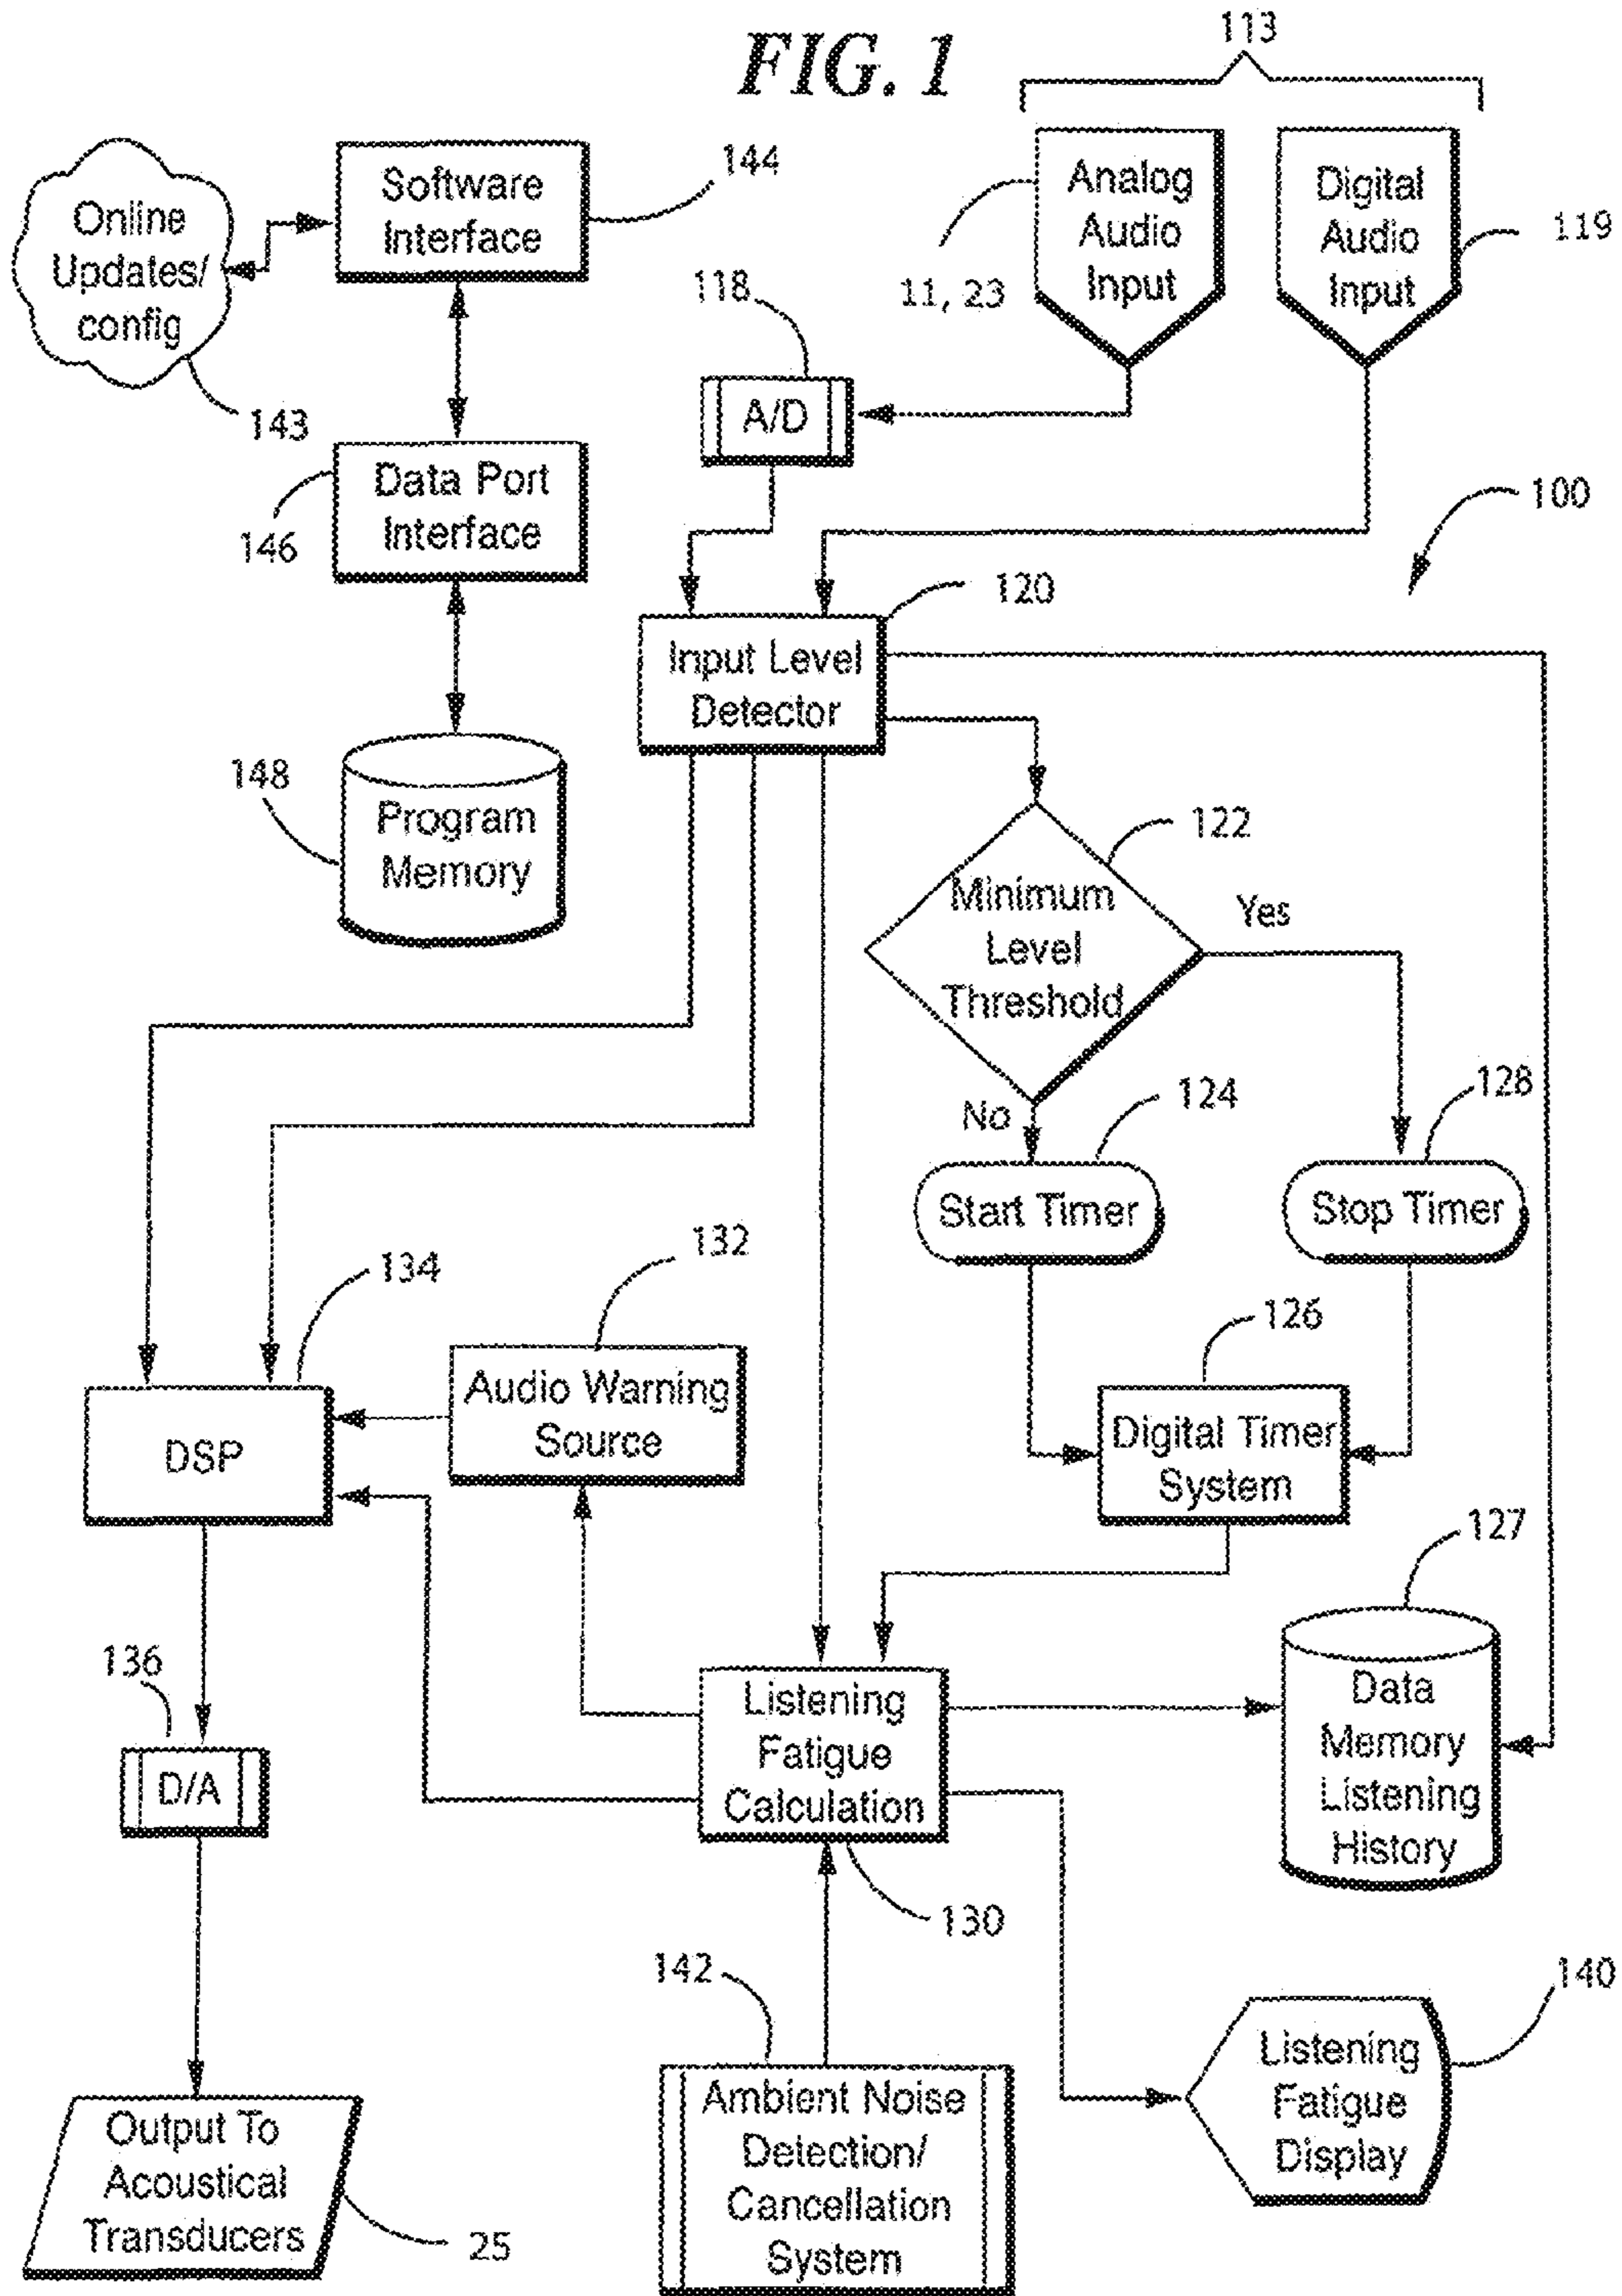 FIG. 1
113
Online
Updates/
config
143
Software
Interface
144
Analog
Audio
Input
11, 23
Digital
Audio
Input
119
118
A/D
100
Data Port
Interface
146
120
Input Level
Detector
148
Program
Memory
122
Minimum
Level
Threshold
Yes
No
124
128
Start Timer
Stop Timer
132
134
126
Audio Warning
Source
DSP
Digital Timer
System
127
136
D/A
Listening
Fatigue
Calculation
Data
Memory
Listening
History
130
142
140
Output To
Acoustical
Transducers
25
Ambient Noise
Detection/
Cancellation
System
Listening
Fatigue
Display